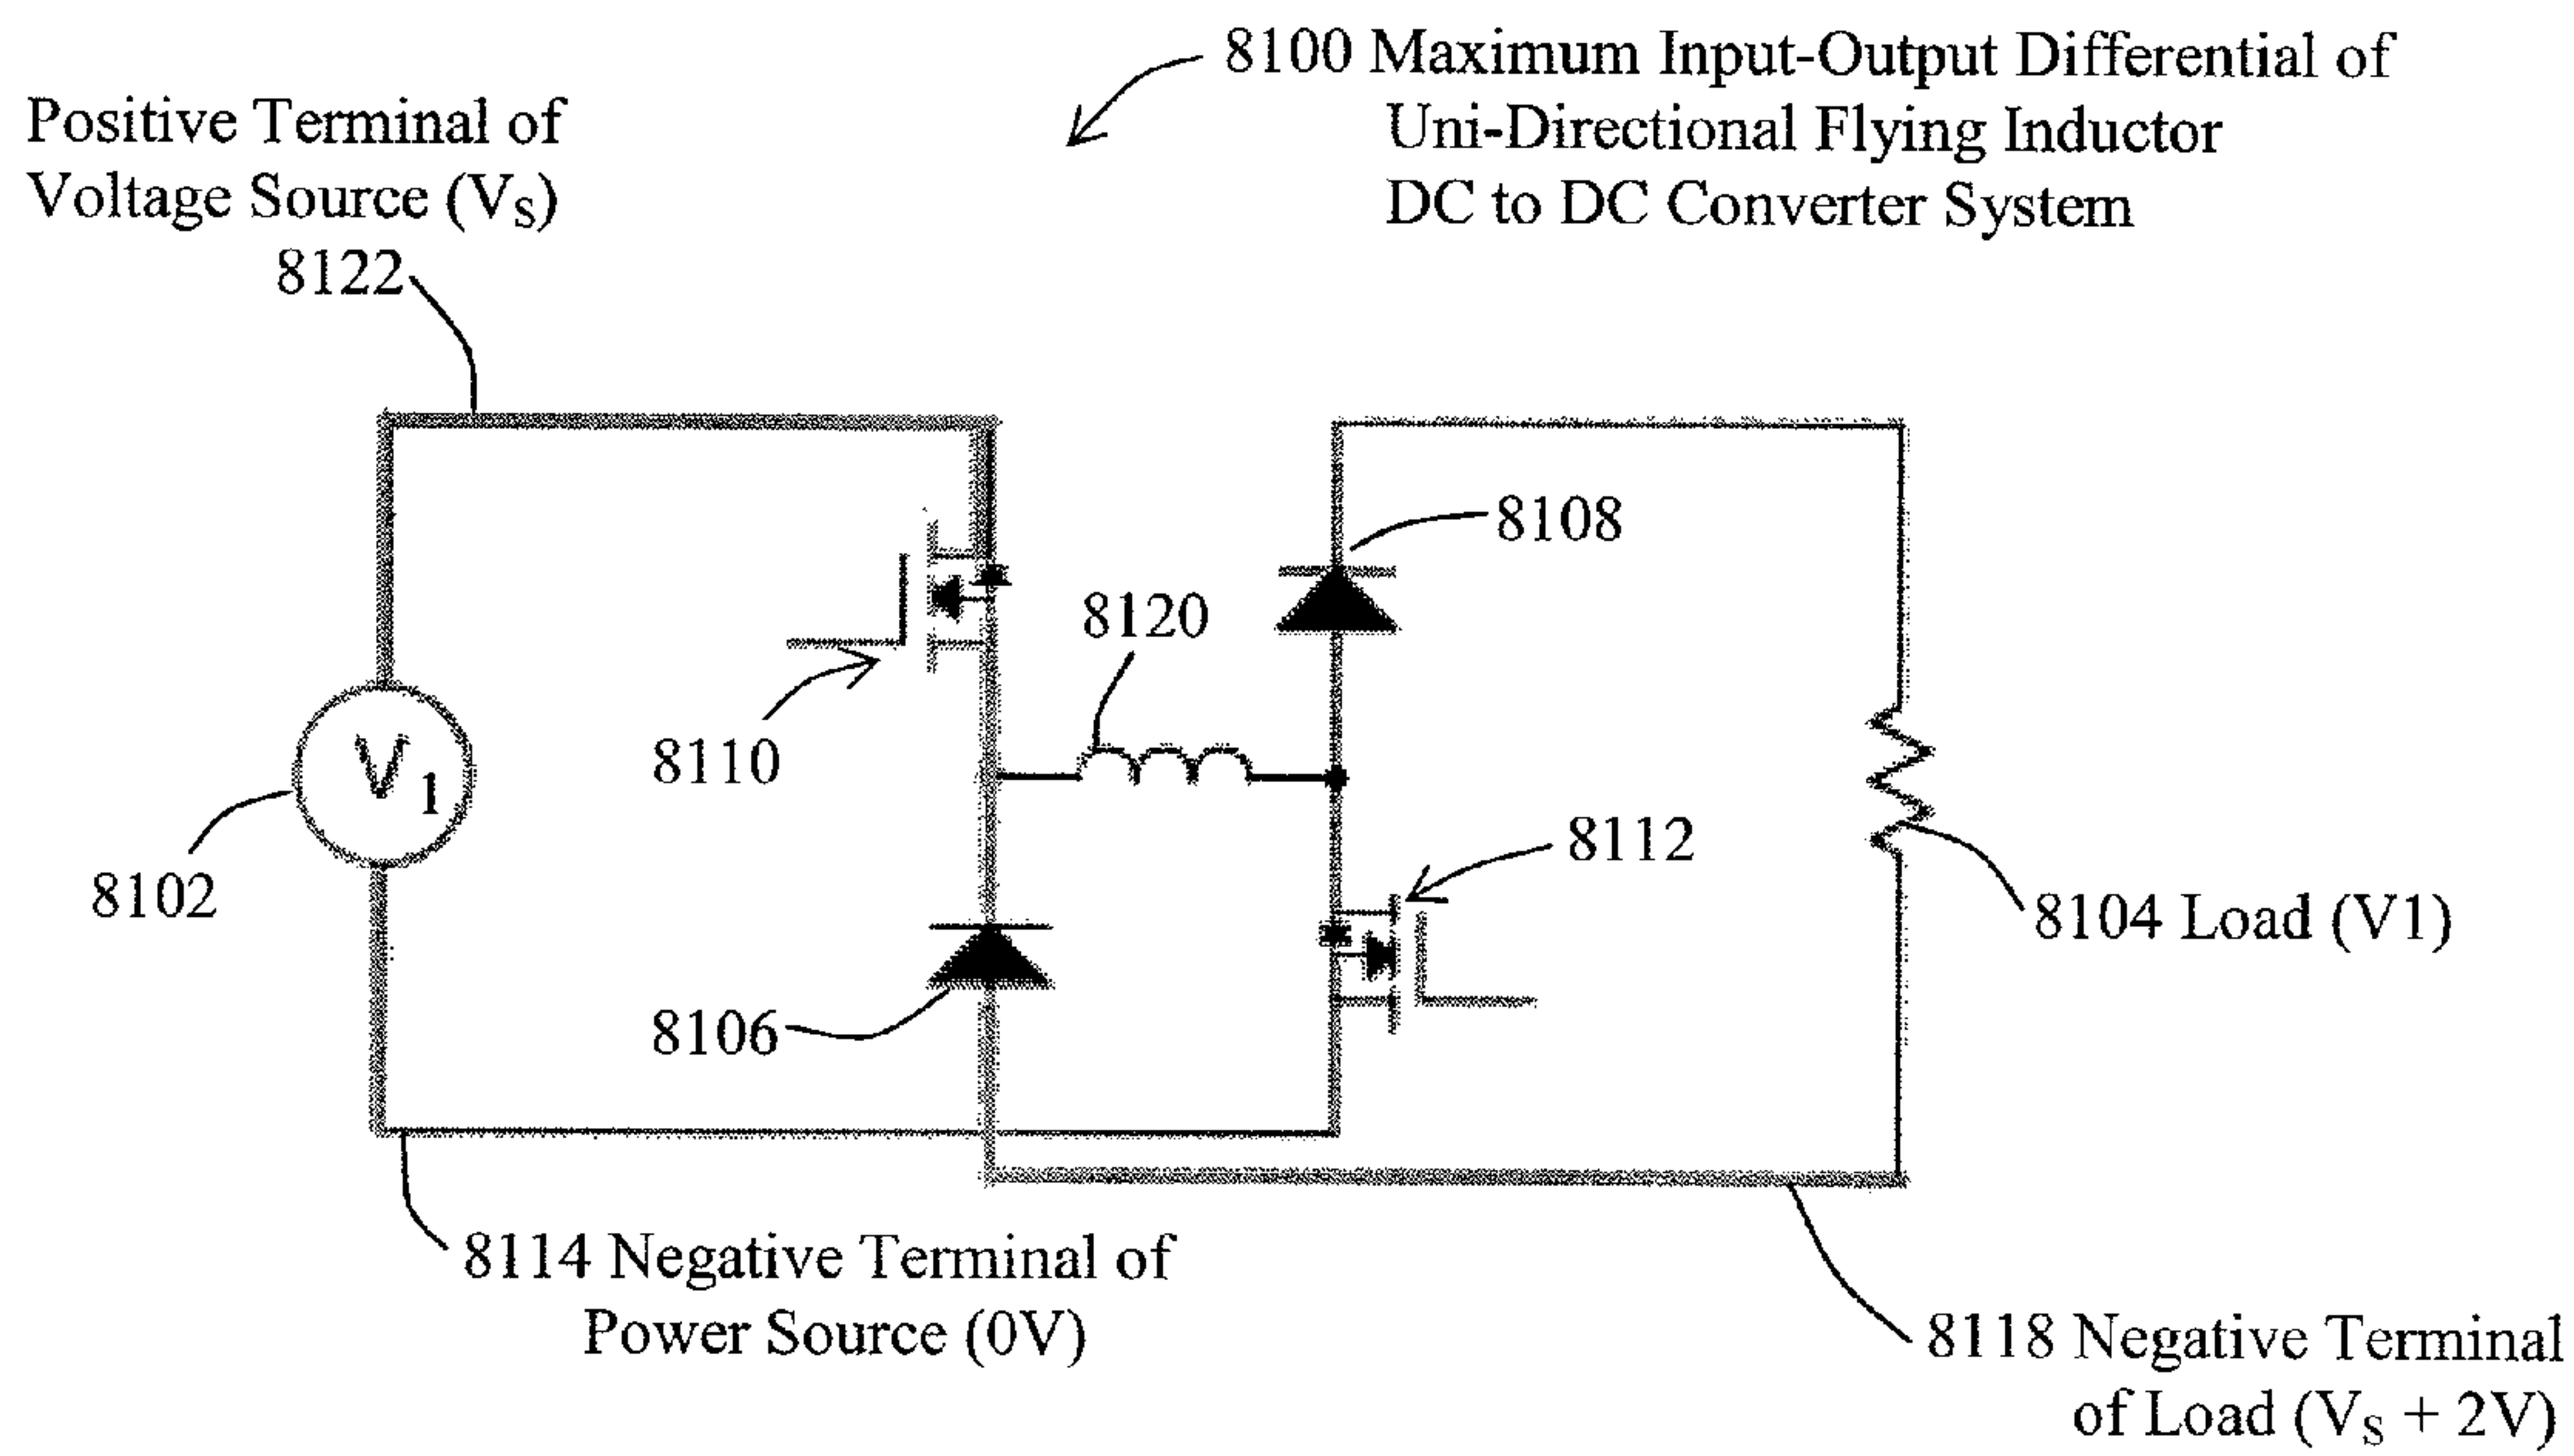 8100 Maximum Input-Output Differential of
Uni-Directional Flying Inductor
DC to DC Converter System
Positive Terminal of
Voltage Source (VS)
8122
8108
8120
8110
8112
V1
8102
8104 Load (V1)
8106
8114 Negative Terminal of
Power Source (0V)
8118 Negative Terminal
of Load (VS + 2V)